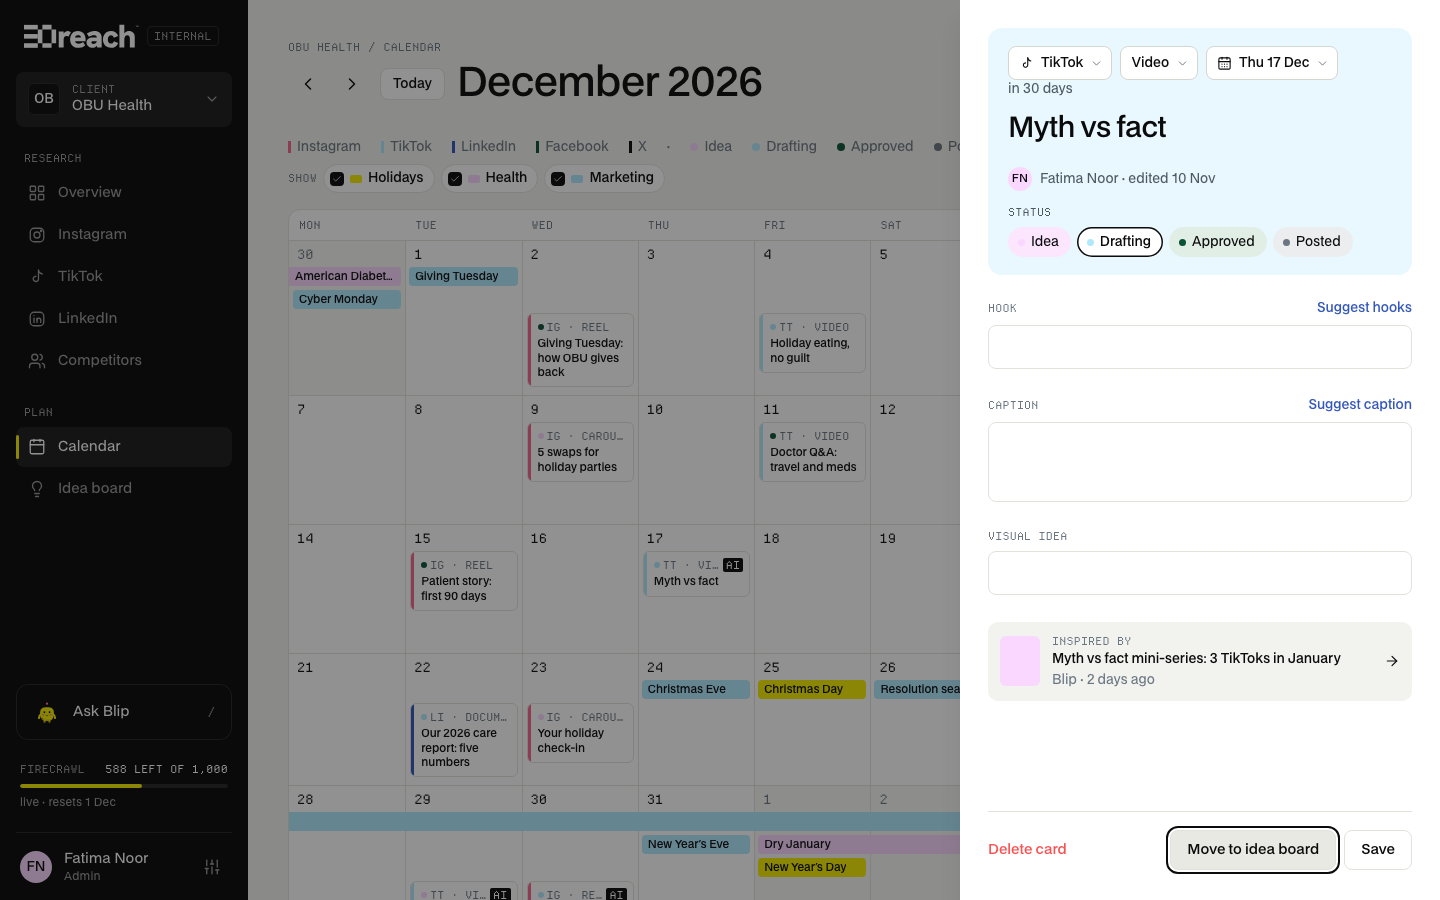 reach INTERNAL
OB CLIENT
OBU Health
RESEARCH
Overview
Instagram
TikTok
LinkedIn
Competitors
PLAN
Calendar
Idea board
Ask Blip /
FIRECRAWL 588 LEFT OF 1,000
live · resets 1 Dec
FN Fatima Noor
Admin
OBU HEALTH / CALENDAR
Today December 2026
Instagram TikTok LinkedIn Facebook X · Idea Drafting Approved Po
SHOW Holidays Health Marketing
MON TUE WED THU FRI SAT
30 1 2 3 4 5
American Diabet… Giving Tuesday
Cyber Monday
IG · REEL
Giving Tuesday:
how OBU gives
back
TT · VIDEO
Holiday eating,
no guilt
7 8 9 10 11 12
IG · CAROU…
5 swaps for
holiday parties
TT · VIDEO
Doctor Q&A:
travel and meds
14 15 16 17 18 19
IG · REEL
Patient story:
first 90 days
TT · VI… AI
Myth vs fact
21 22 23 24 25 26
Christmas Eve Christmas Day Resolution sea
LI · DOCUM…
Our 2026 care
report: five
numbers
IG · CAROU…
Your holiday
check-in
28 29 30 31 1 2
New Year's Eve Dry January
New Year's Day
TT · VI… AI IG · RE… AI
TikTok Video Thu 17 Dec
in 30 days
Myth vs fact
FN Fatima Noor · edited 10 Nov
STATUS
Idea Drafting Approved Posted
HOOK Suggest hooks
CAPTION Suggest caption
VISUAL IDEA
INSPIRED BY
Myth vs fact mini-series: 3 TikToks in January
Blip · 2 days ago
Delete card Move to idea board Save